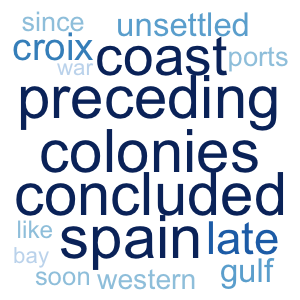 since unsettled
croix coast ports
war
preceding
colonies
concluded
like spain late
bay
soon western gulf